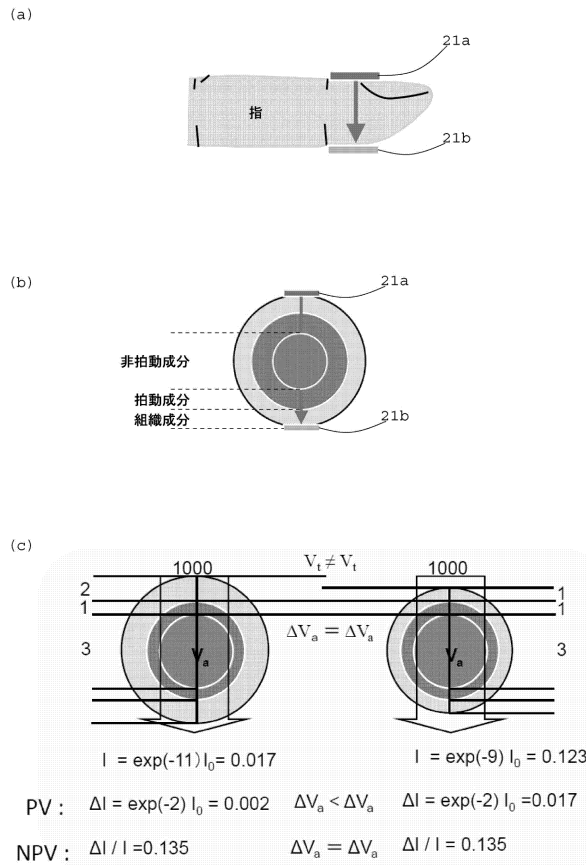 (a)
21a
指
21b
(b)
21a
非拍動成分
拍動成分
組織成分
21b
(c)
1000 Vt ≠ Vt 1000
2 1
1 1
ΔVa = ΔVa
3 Va Va 3
I = exp(-11) I0= 0.017 I = exp(-9) I0 = 0.123
PV : ΔI = exp(-2) I0 = 0.002 ΔVa < ΔVa ΔI = exp(-2) I0 =0.017
NPV : ΔI / I =0.135 ΔVa = ΔVa ΔI / I = 0.135